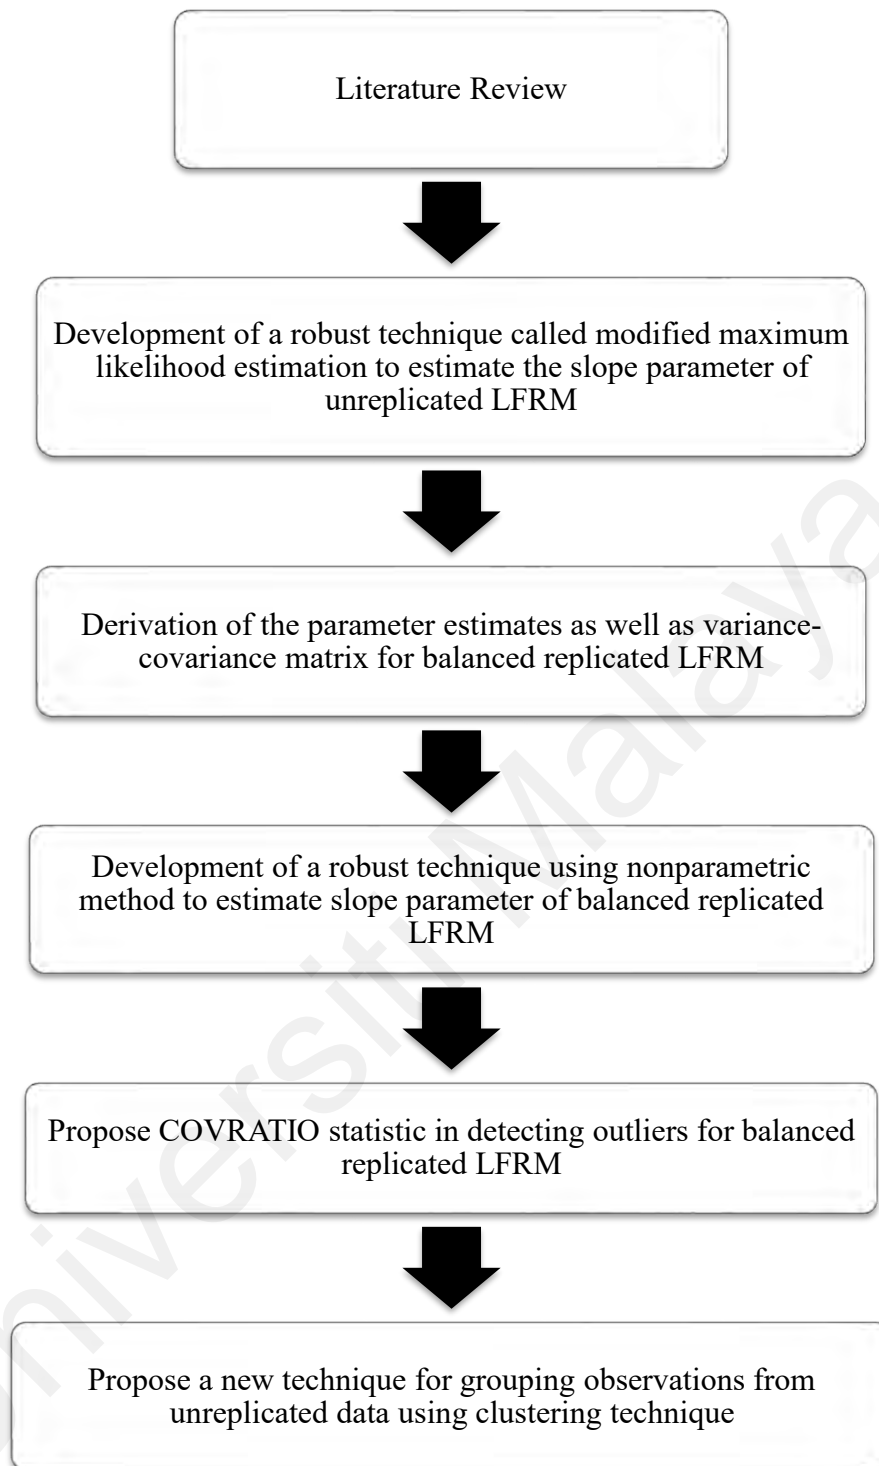 Literature Review
Development of a robust technique called modified maximum
likelihood estimation to estimate the slope parameter of
unreplicated LFRM
Derivation of the parameter estimates as well as variance-
covariance matrix for balanced replicated LFRM
Development of a robust technique using nonparametric
method to estimate slope parameter of balanced replicated
LFRM
Propose COVRATIO statistic in detecting outliers for balanced
replicated LFRM
Propose a new technique for grouping observations from
unreplicated data using clustering technique
Universiti Malaya